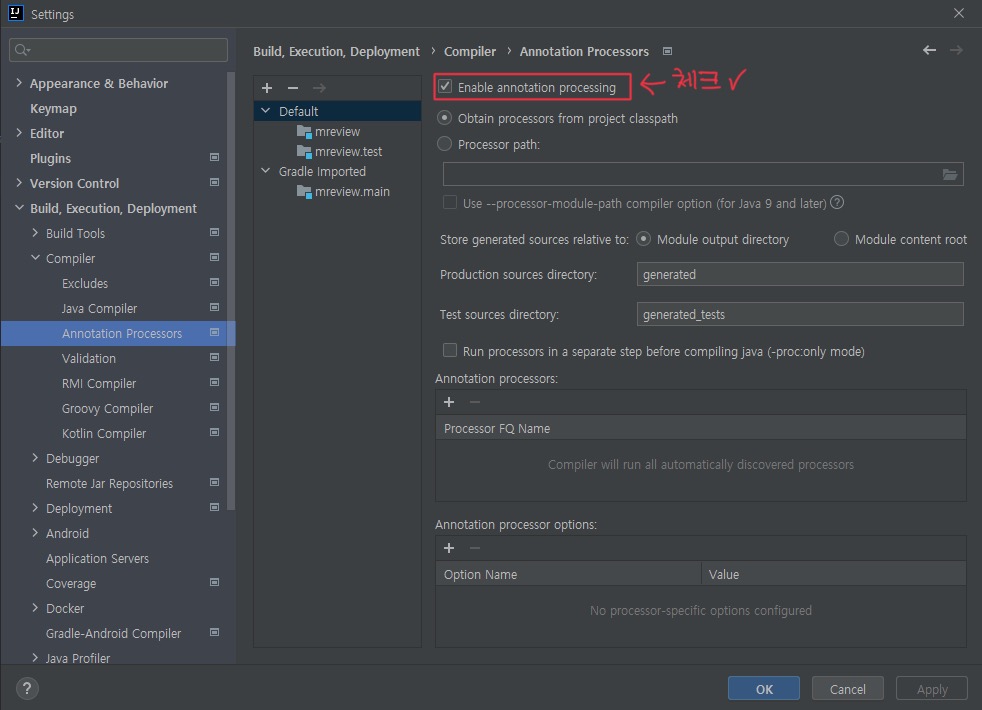 Settings
Appearance & Behavior
Keymap
Editor
Plugins
Version Control
Build, Execution, Deployment
Build Tools
Compiler
Excludes
Java Compiler
Annotation Processors
Validation
RMI Compiler
Groovy Compiler
Kotlin Compiler
Debugger
Remote Jar Repositories
Deployment
Android
Application Servers
Coverage
Docker
Gradle-Android Compiler
Java Profiler
Build, Execution, Deployment › Compiler › Annotation Processors
Default
mreview
mreview.test
Gradle Imported
mreview.main
Enable annotation processing ← 체크 ✓
Obtain processors from project classpath
Processor path:
Use --processor-module-path compiler option (for Java 9 and later) ?
Store generated sources relative to: Module output directory Module content root
Production sources directory: generated
Test sources directory: generated_tests
Run processors in a separate step before compiling java (-proc:only mode)
Annotation processors:
Processor FQ Name
Compiler will run all automatically discovered processors
Annotation processor options:
Option Name Value
No processor-specific options configured
? OK Cancel Apply